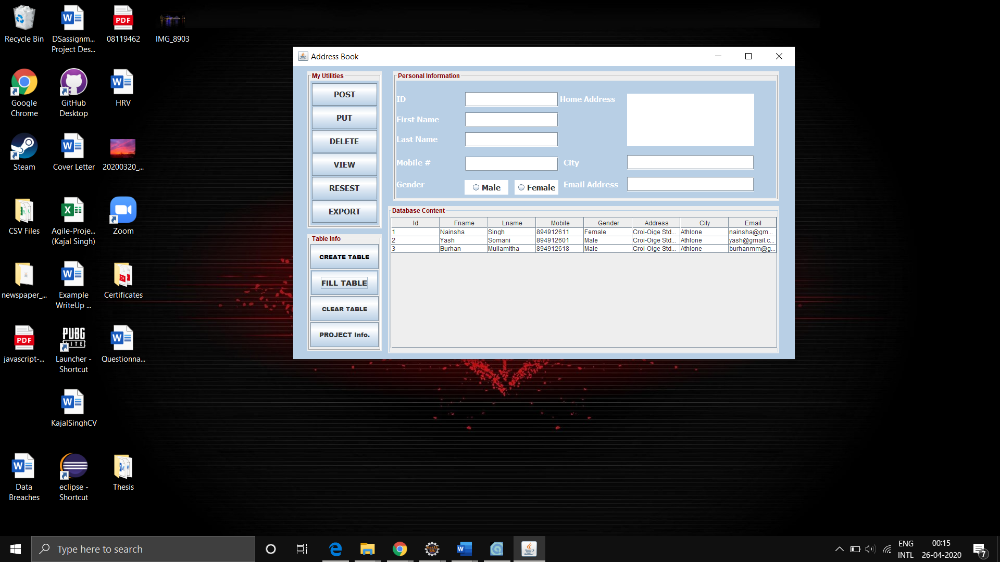 Recycle Bin
DSassignm...
Project Des...
08119462
IMG_8903
Google
Chrome
GitHub
Desktop
HRV
Steam
Cover Letter
20200320_...
CSV Files
Agile-Proje...
(Kajal Singh)
Zoom
newspaper_...
Example
WriteUp ...
Certificates
javascript-...
Launcher -
Shortcut
Questionna...
KajalSinghCV
Data
Breaches
eclipse -
Shortcut
Thesis
PDF
PDF
PUBG
LITE
Address Book
My Utilities
POST
PUT
DELETE
VIEW
RESEST
EXPORT
Table Info
CREATE TABLE
FILL TABLE
CLEAR TABLE
PROJECT Info.
Personal Information
ID
Home Address
First Name
Last Name
Mobile #
City
Gender
Male
Female
Email Address
Database Content
Id Fname Lname Mobile Gender Address City Email
1 Nainsha Singh 894912611 Female Croi-Oige Std... Athlone nainsha@gm...
2 Yash Somani 894912601 Male Croi-Oige Std... Athlone yash@gmail.c...
3 Burhan Mullamitha 894912618 Male Croi-Oige Std... Athlone burhanmm@g...
Type here to search
ENG
INTL
00:15
26-04-2020
7